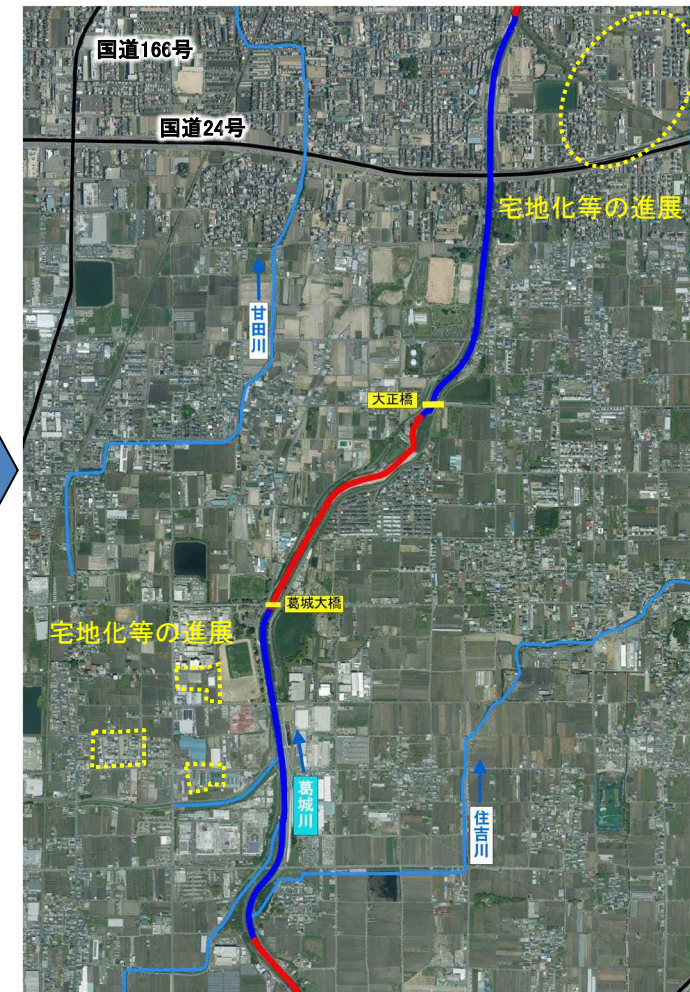 国道166号
国道24号
宅地化等の進展
甘田川
大正橋
葛城大橋
宅地化等の進展
葛城川
住吉川